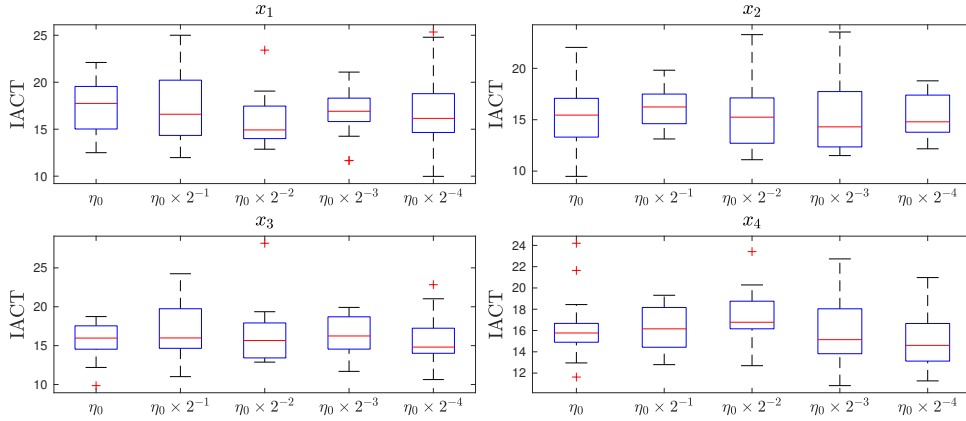 x₁
IACT
25
20
15
10
η₀
η₀ × 2⁻¹
η₀ × 2⁻²
η₀ × 2⁻³
η₀ × 2⁻⁴
x₂
IACT
20
15
10
η₀
η₀ × 2⁻¹
η₀ × 2⁻²
η₀ × 2⁻³
η₀ × 2⁻⁴
x₃
IACT
25
20
15
10
η₀
η₀ × 2⁻¹
η₀ × 2⁻²
η₀ × 2⁻³
η₀ × 2⁻⁴
x₄
IACT
24
22
20
18
16
14
12
η₀
η₀ × 2⁻¹
η₀ × 2⁻²
η₀ × 2⁻³
η₀ × 2⁻⁴